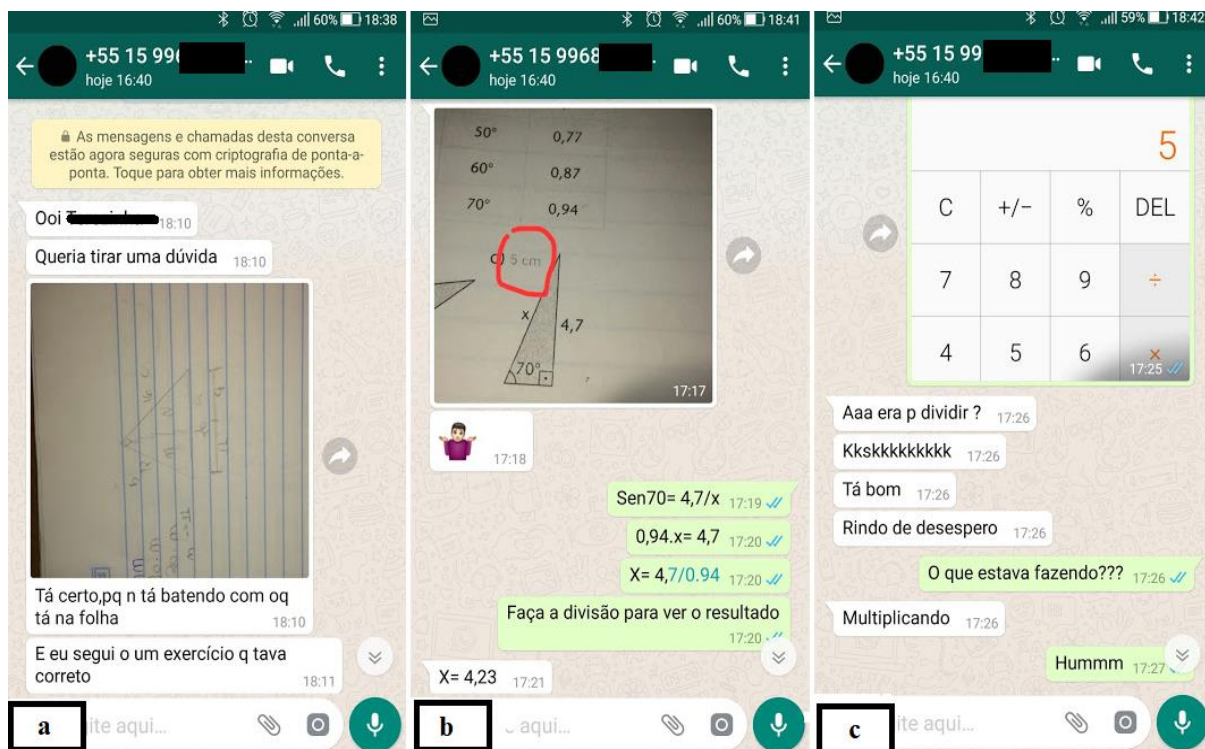 60% 18:38
+55 15 996 ..
hoje 16:40
As mensagens e chamadas desta conversa
estão agora seguras com criptografia de ponta-a-
ponta. Toque para obter mais informações.
Ooi
18:10
Queria tirar uma dúvida 18:10
Tá certo,pq n tá batendo com oq
tá na folha
18:10
E eu segui o um exercício q tava
correto
18:11
a
ite aqui...
60% 18:41
+55 15 9968 .
hoje 16:40
50° 0,77
60° 0,87
70° 0,94
c) 5 cm
x
4,7
70°
17:17
17:18
Sen70= 4,7/x 17:19
0,94.x= 4,7 17:20
X= 4,7/0.94 17:20
Faça a divisão para ver o resultado
17:20
X= 4,23 17:21
b
aqui...
59% 18:42
+55 15 99 ..
hoje 16:40
5
C +/− % DEL
7 8 9 ÷
4 5 6 ×
17:25
Aaa era p dividir ? 17:26
Kkskkkkkkkk 17:26
Tá bom 17:26
Rindo de desespero 17:26
O que estava fazendo??? 17:26
Multiplicando 17:26
Hummm 17:27
c
ite aqui...